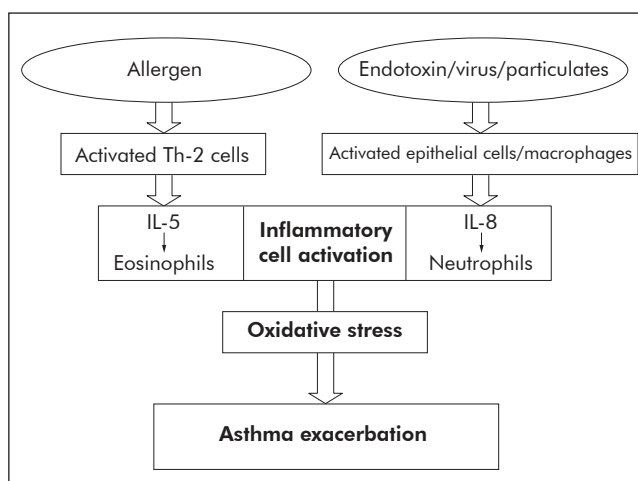 Allergen
Endotoxin/virus/particulates
Activated Th-2 cells
Activated epithelial cells/macrophages
IL-5
Eosinophils
Inflammatory
cell activation
IL-8
Neutrophils
Oxidative stress
Asthma exacerbation